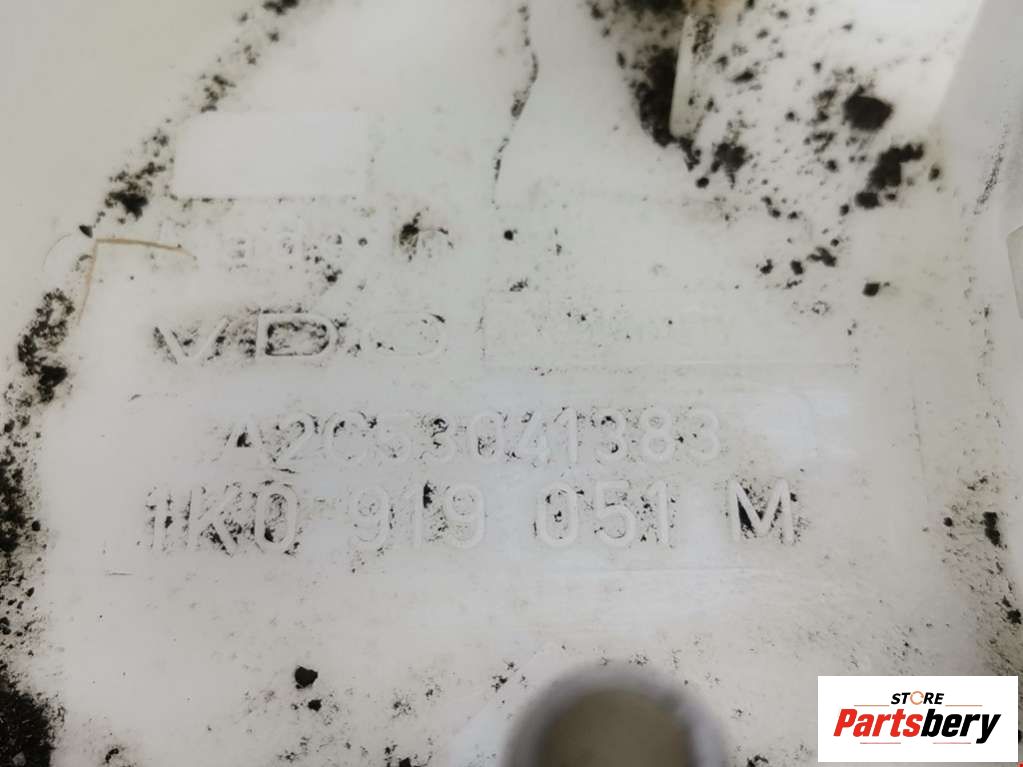 VDO
A2C53041383
1K0 919 051 M
STORE
Partsbery